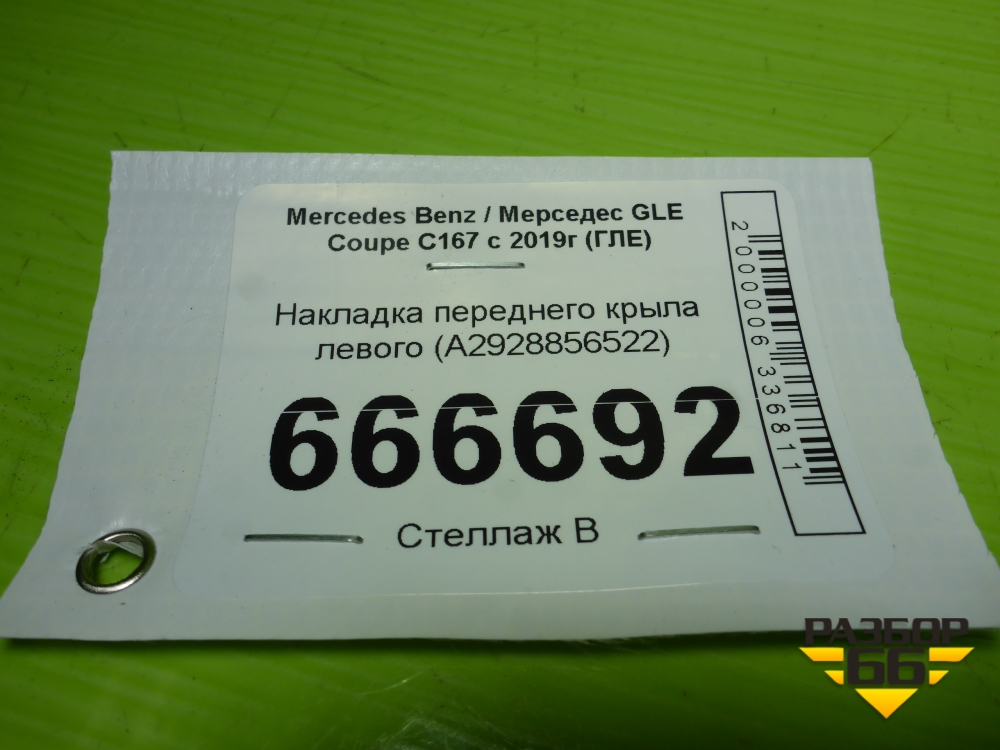 Mercedes Benz / Мерседес GLE
Coupe C167 с 2019г (ГЛЕ)
Накладка переднего крыла
левого (A2928856522)
666692
Стеллаж В
2000006336811
РАЗБОР
66